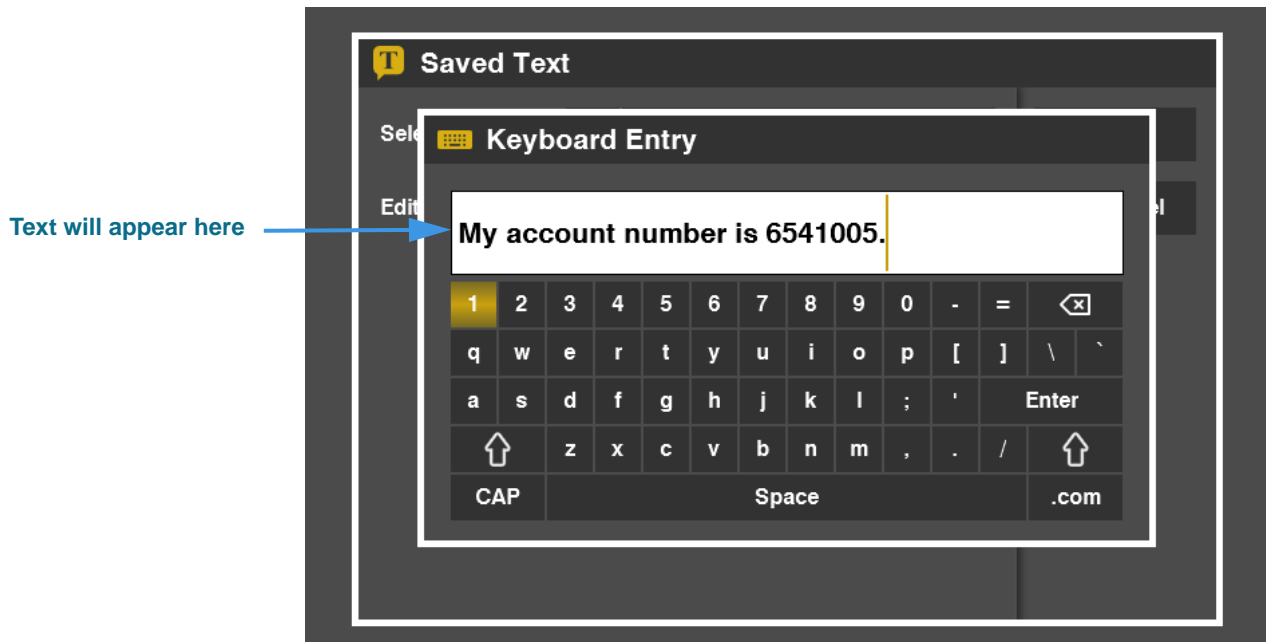 T Saved Text
Sele
Keyboard Entry
Edit
el
Text will appear here
My account number is 6541005.
1 2 3 4 5 6 7 8 9 0 - =
q w e r t y u i o p [ ] \ `
a s d f g h j k l ; ' Enter
z x c v b n m , . /
CAP Space .com